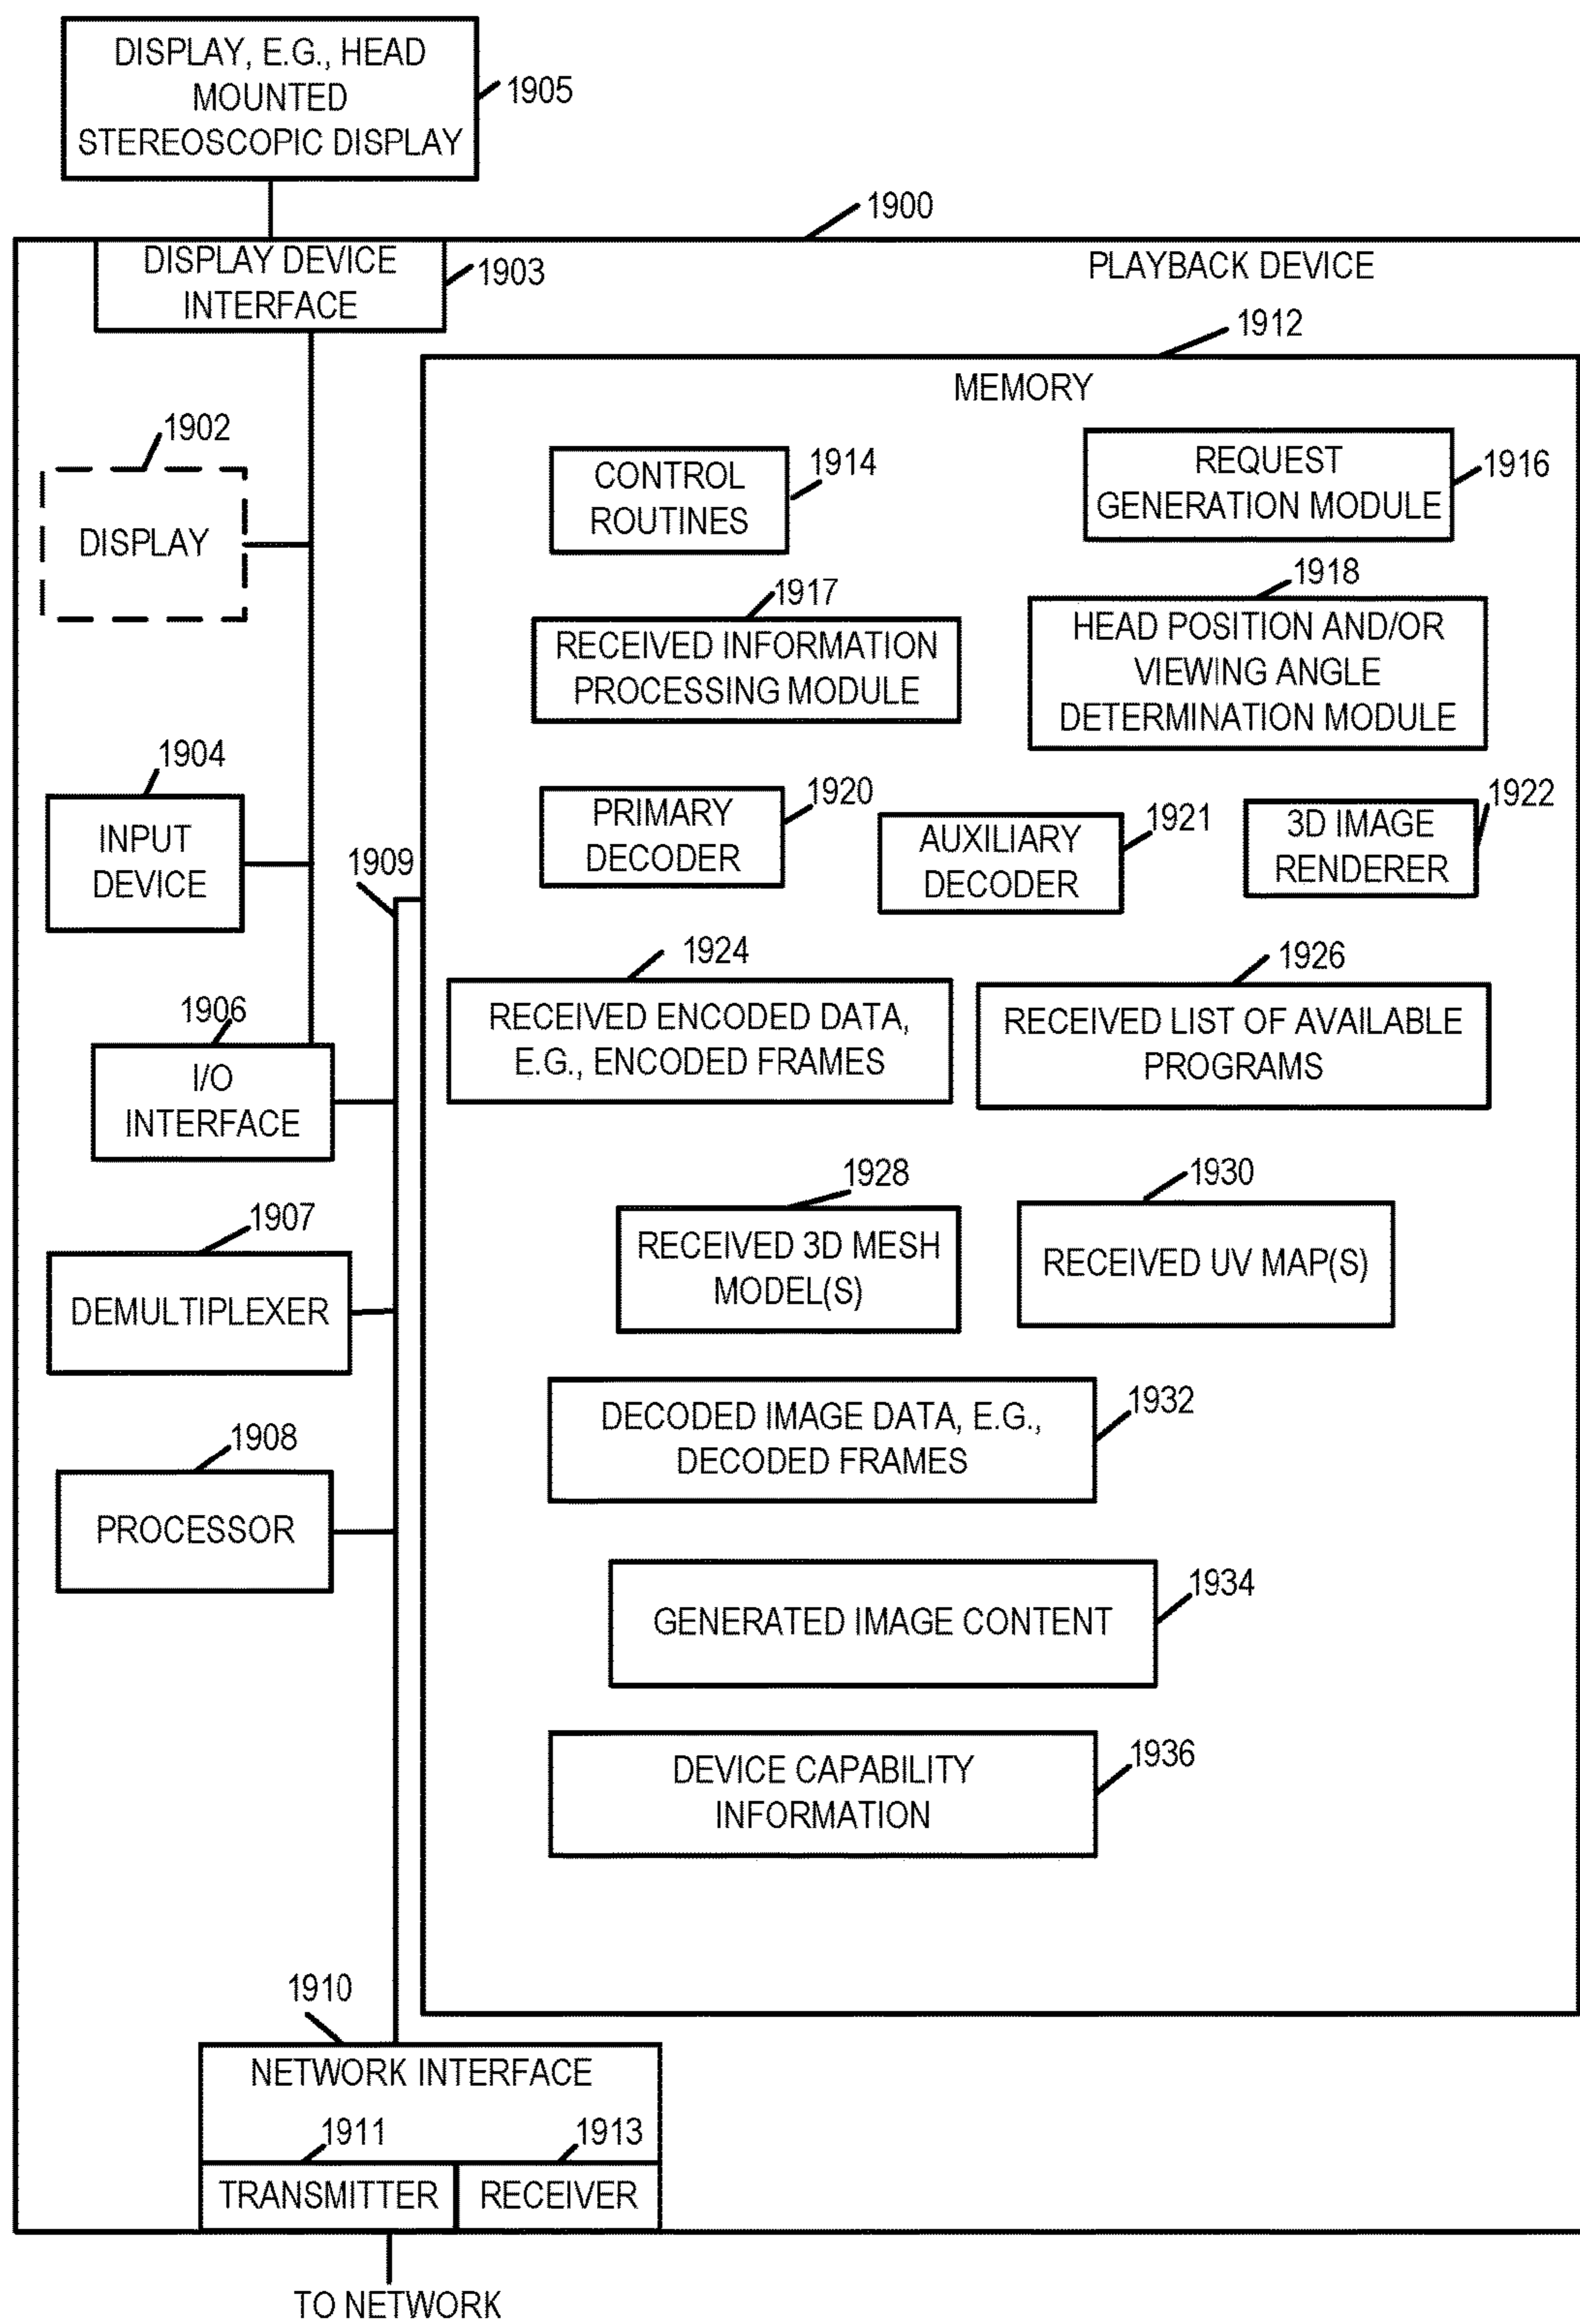 DISPLAY, E.G., HEAD
MOUNTED
STEREOSCOPIC DISPLAY
1905
1900
DISPLAY DEVICE
INTERFACE
1903
PLAYBACK DEVICE
1912
MEMORY
1902
DISPLAY
CONTROL
ROUTINES
1914
REQUEST
GENERATION MODULE
1916
1917
RECEIVED INFORMATION
PROCESSING MODULE
1918
HEAD POSITION AND/OR
VIEWING ANGLE
DETERMINATION MODULE
1904
INPUT
DEVICE
1909
PRIMARY
DECODER
1920
AUXILIARY
DECODER
1921
3D IMAGE
RENDERER
1922
1924
RECEIVED ENCODED DATA,
E.G., ENCODED FRAMES
1926
RECEIVED LIST OF AVAILABLE
PROGRAMS
1906
I/O
INTERFACE
1928
RECEIVED 3D MESH
MODEL(S)
1930
RECEIVED UV MAP(S)
1907
DEMULTIPLEXER
DECODED IMAGE DATA, E.G.,
DECODED FRAMES
1932
1908
PROCESSOR
GENERATED IMAGE CONTENT
1934
DEVICE CAPABILITY
INFORMATION
1936
1910
NETWORK INTERFACE
1911
1913
TRANSMITTER
RECEIVER
TO NETWORK